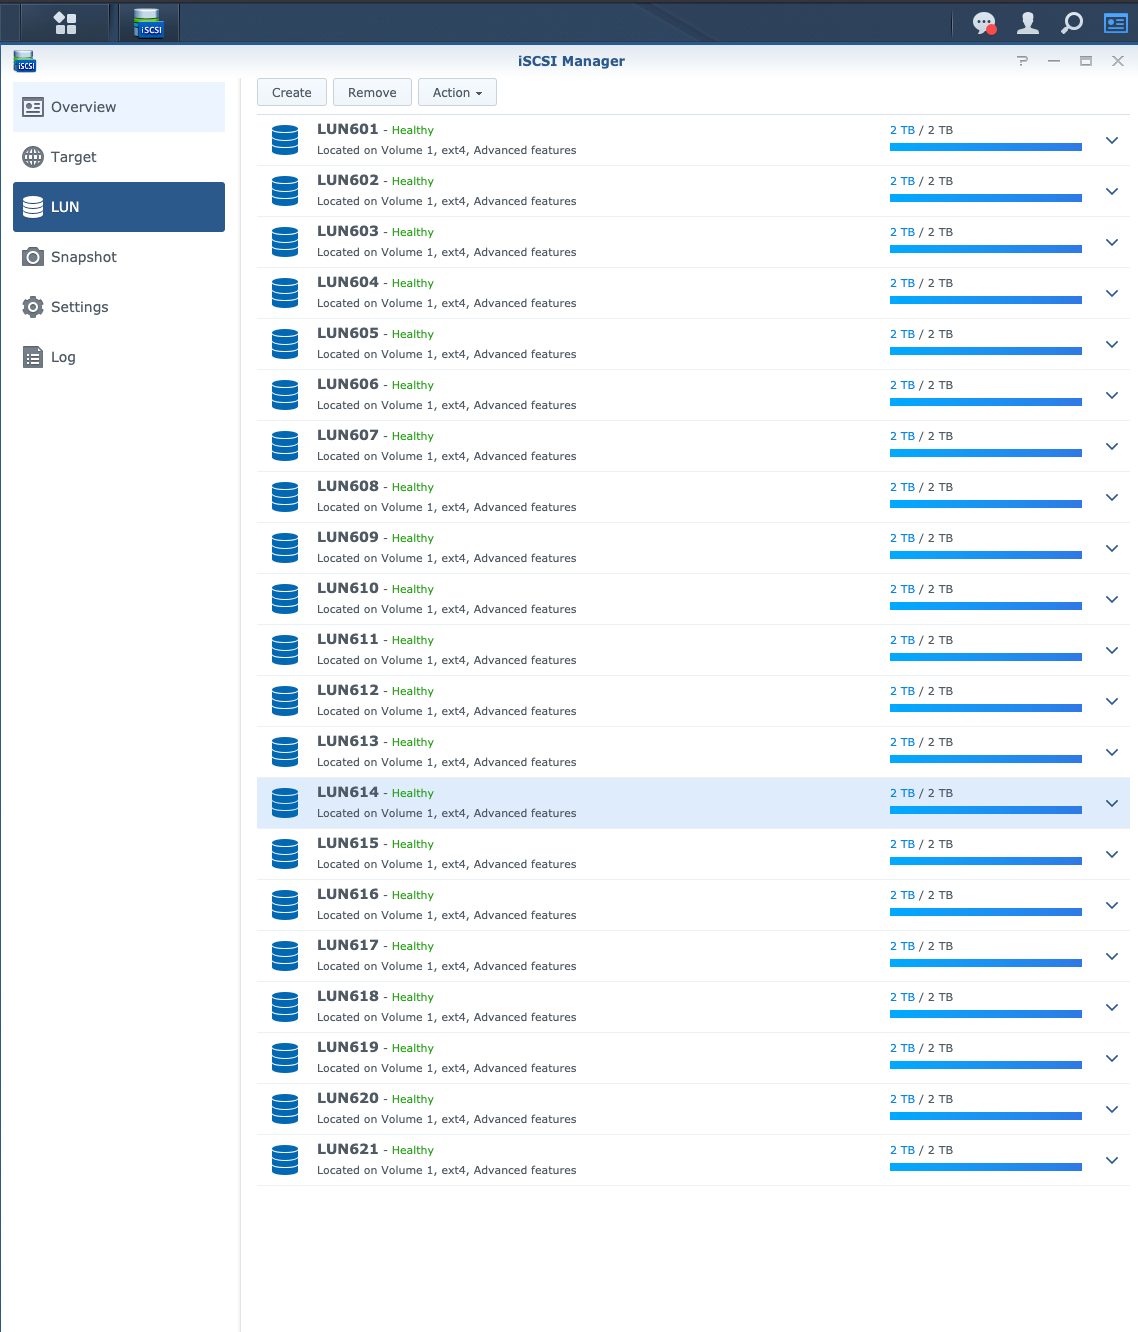 iSCSI
iSCSI
iSCSI Manager
Overview
Target
LUN
Snapshot
Settings
Log
Create Remove Action
LUN601 - Healthy 2 TB / 2 TB
Located on Volume 1, ext4, Advanced features
LUN602 - Healthy 2 TB / 2 TB
Located on Volume 1, ext4, Advanced features
LUN603 - Healthy 2 TB / 2 TB
Located on Volume 1, ext4, Advanced features
LUN604 - Healthy 2 TB / 2 TB
Located on Volume 1, ext4, Advanced features
LUN605 - Healthy 2 TB / 2 TB
Located on Volume 1, ext4, Advanced features
LUN606 - Healthy 2 TB / 2 TB
Located on Volume 1, ext4, Advanced features
LUN607 - Healthy 2 TB / 2 TB
Located on Volume 1, ext4, Advanced features
LUN608 - Healthy 2 TB / 2 TB
Located on Volume 1, ext4, Advanced features
LUN609 - Healthy 2 TB / 2 TB
Located on Volume 1, ext4, Advanced features
LUN610 - Healthy 2 TB / 2 TB
Located on Volume 1, ext4, Advanced features
LUN611 - Healthy 2 TB / 2 TB
Located on Volume 1, ext4, Advanced features
LUN612 - Healthy 2 TB / 2 TB
Located on Volume 1, ext4, Advanced features
LUN613 - Healthy 2 TB / 2 TB
Located on Volume 1, ext4, Advanced features
LUN614 - Healthy 2 TB / 2 TB
Located on Volume 1, ext4, Advanced features
LUN615 - Healthy 2 TB / 2 TB
Located on Volume 1, ext4, Advanced features
LUN616 - Healthy 2 TB / 2 TB
Located on Volume 1, ext4, Advanced features
LUN617 - Healthy 2 TB / 2 TB
Located on Volume 1, ext4, Advanced features
LUN618 - Healthy 2 TB / 2 TB
Located on Volume 1, ext4, Advanced features
LUN619 - Healthy 2 TB / 2 TB
Located on Volume 1, ext4, Advanced features
LUN620 - Healthy 2 TB / 2 TB
Located on Volume 1, ext4, Advanced features
LUN621 - Healthy 2 TB / 2 TB
Located on Volume 1, ext4, Advanced features